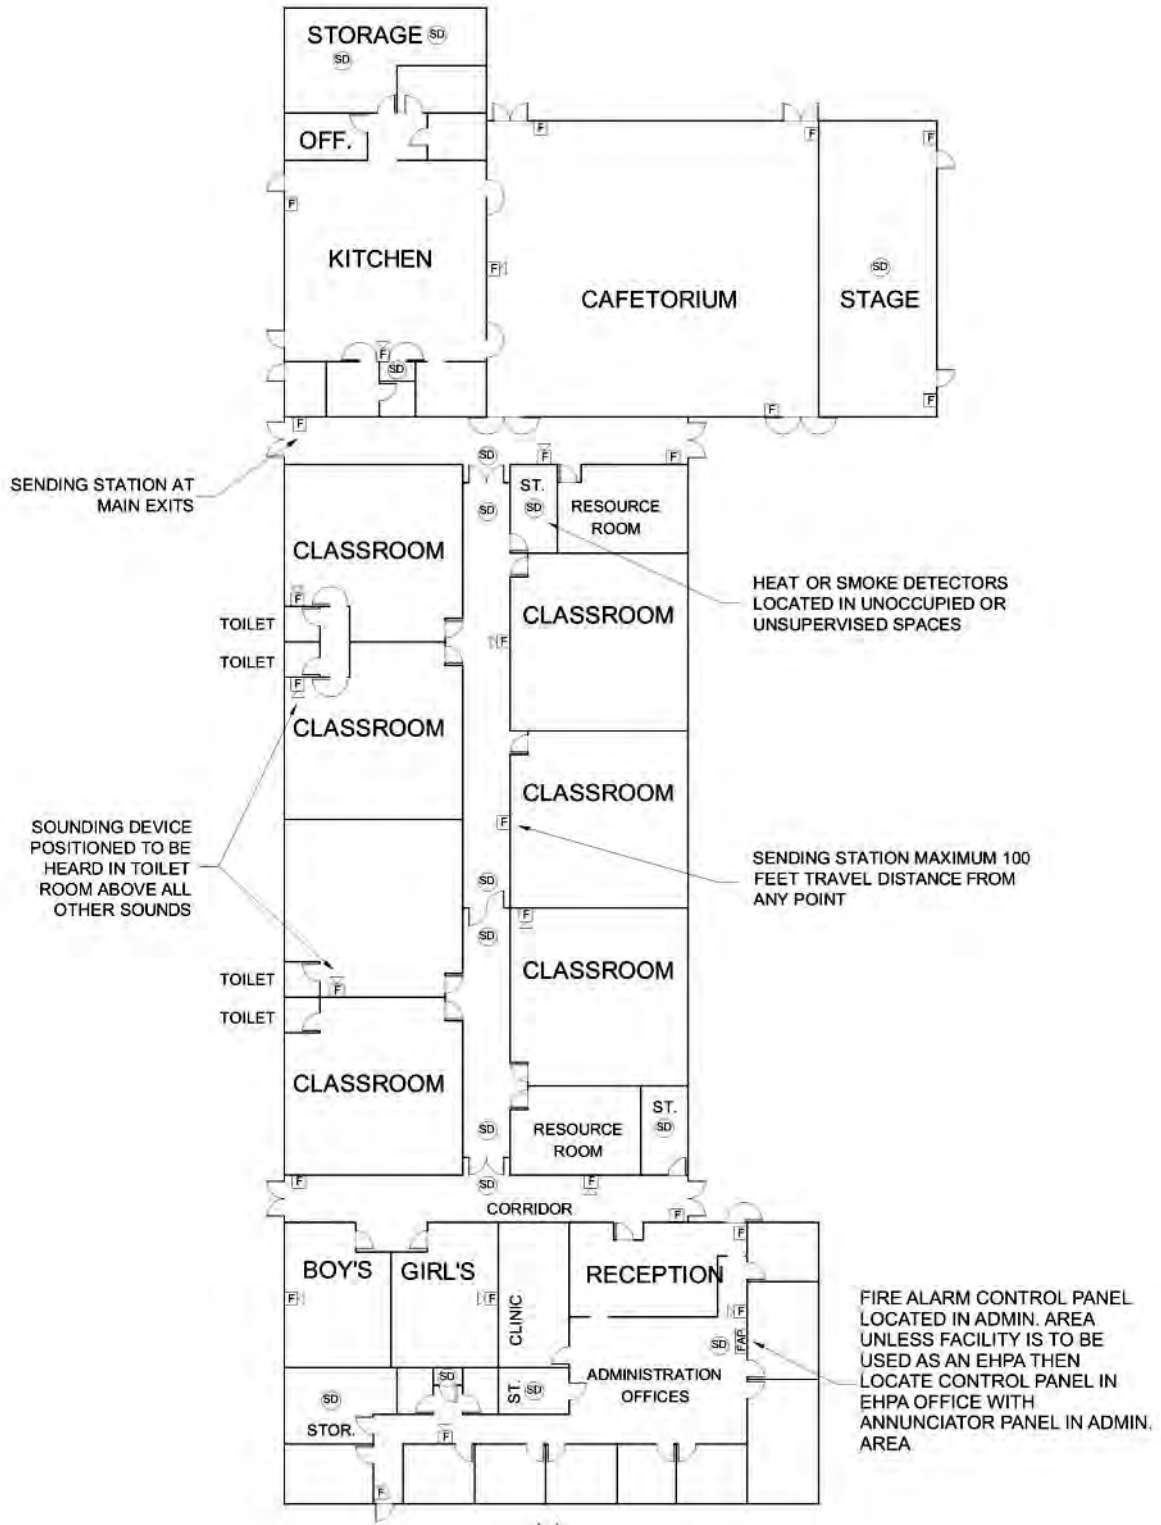 STORAGE SD
SD
OFF.
F
F
F
F
KITCHEN
F
SD
CAFETORIUM
STAGE
F
SD
F
F
F
SENDING STATION AT
MAIN EXITS
SD
F
F
ST.
SD
SD
RESOURCE
ROOM
CLASSROOM
HEAT OR SMOKE DETECTORS
LOCATED IN UNOCCUPIED OR
UNSUPERVISED SPACES
F
TOILET
CLASSROOM
F
TOILET
F
CLASSROOM
CLASSROOM
SOUNDING DEVICE
POSITIONED TO BE
HEARD IN TOILET
ROOM ABOVE ALL
OTHER SOUNDS
F
SENDING STATION MAXIMUM 100
FEET TRAVEL DISTANCE FROM
ANY POINT
SD
F
SD
CLASSROOM
TOILET
F
TOILET
CLASSROOM
SD
RESOURCE
ROOM
ST.
SD
F
SD
F
CORRIDOR
F
F
BOY'S
GIRL'S
CLINIC
RECEPTION
F
F
F
FAP
SD
FIRE ALARM CONTROL PANEL
LOCATED IN ADMIN. AREA
UNLESS FACILITY IS TO BE
USED AS AN EHPA THEN
LOCATE CONTROL PANEL IN
EHPA OFFICE WITH
ANNUNCIATOR PANEL IN ADMIN.
AREA
SD
ST.
SD
ADMINISTRATION
OFFICES
SD
STOR.
F
F